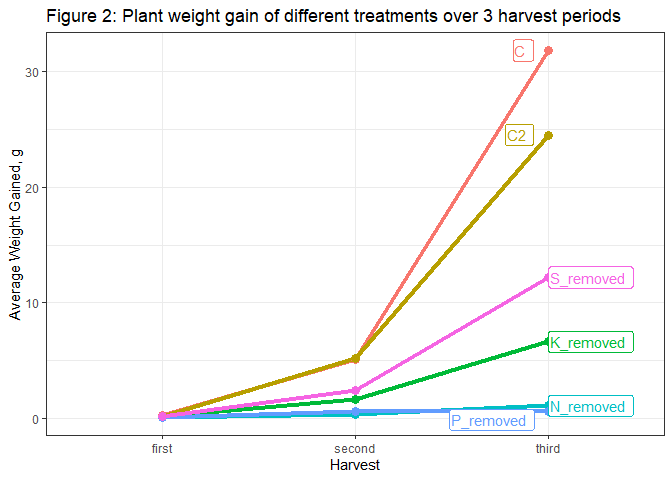 Figure 2: Plant weight gain of different treatments over 3 harvest periods
C
30
C2
20
S_removed
10
K_removed
N_removed
0
P_removed
first second third
Harvest
Average Weight Gained, g